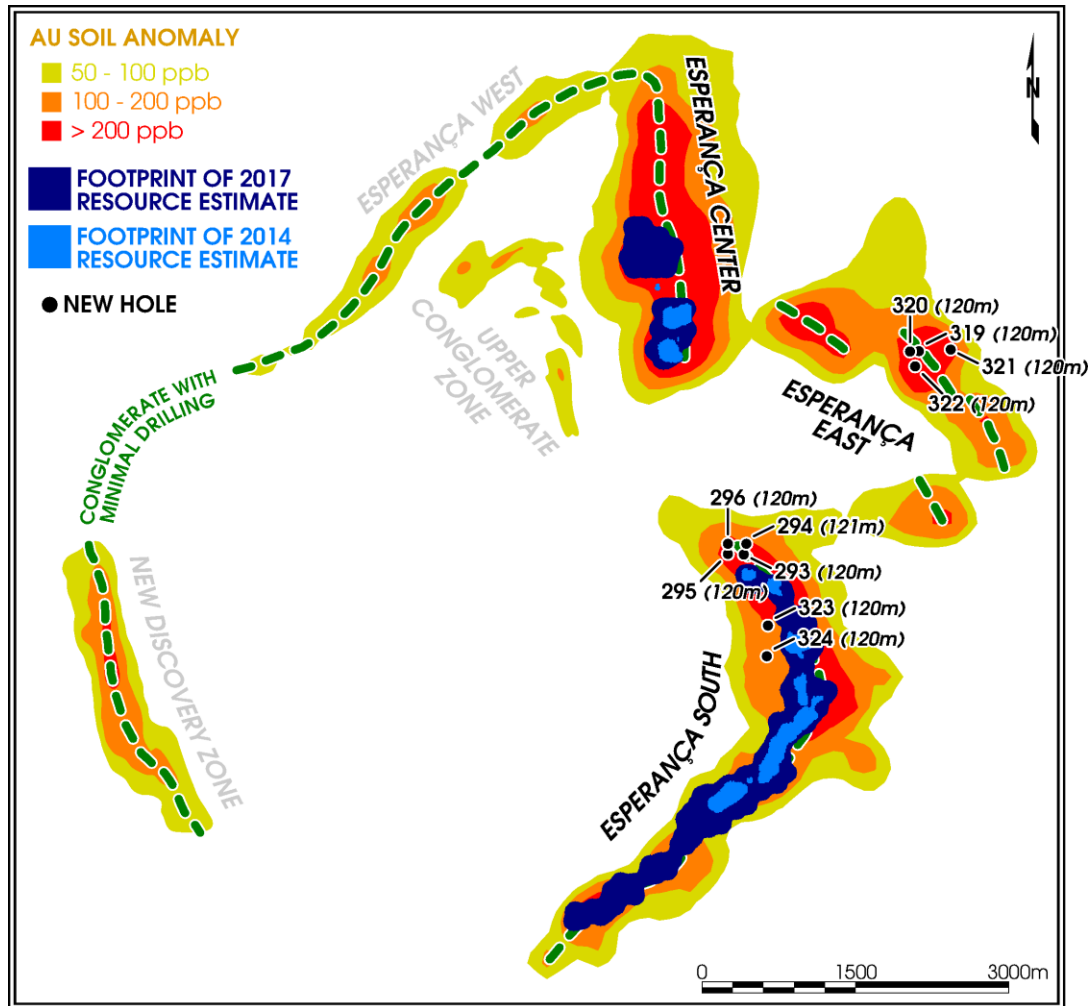 AU SOIL ANOMALY
50 - 100 ppb
100 - 200 ppb
> 200 ppb
FOOTPRINT OF 2017
RESOURCE ESTIMATE
FOOTPRINT OF 2014
RESOURCE ESTIMATE
NEW HOLE
N
ESPERANÇA WEST
ESPERANÇA CENTER
UPPER
CONGLOMERATE
ZONE
CONGLOMERATE WITH
MINIMAL DRILLING
NEW DISCOVERY ZONE
320 (120m)
319 (120m)
321 (120m)
322 (120m)
ESPERANÇA
EAST
296 (120m)
294 (121m)
293 (120m)
295 (120m)
323 (120m)
324 (120m)
ESPERANÇA SOUTH
0 1500 3000m